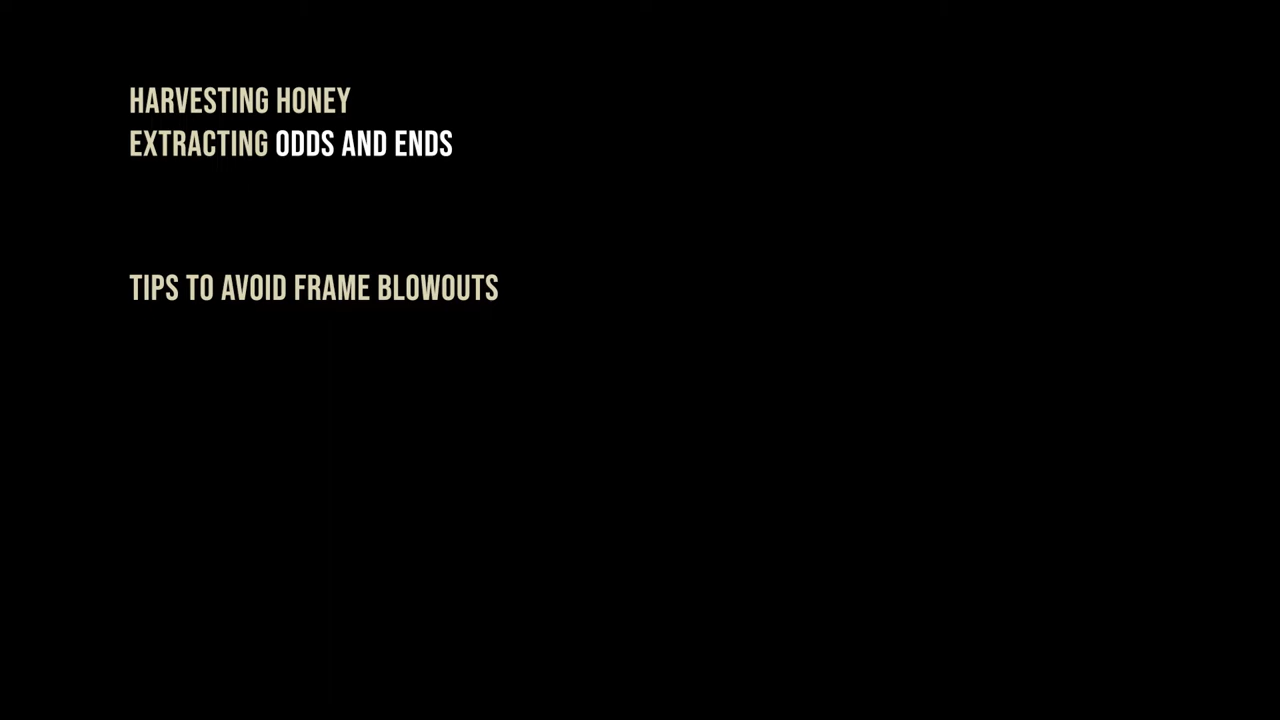 HARVESTING HONEY
EXTRACTING ODDS AND ENDS
TIPS TO AVOID FRAME BLOWOUTS